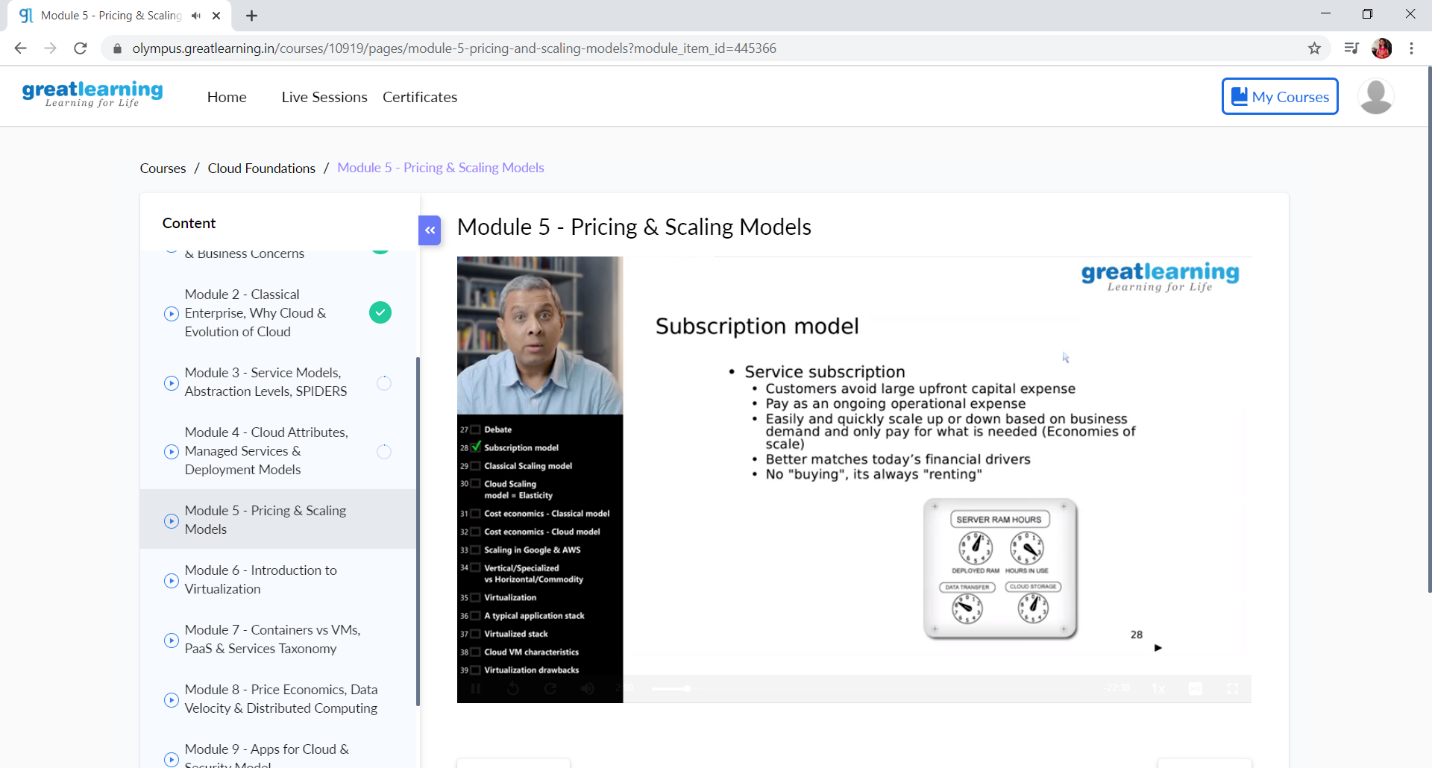 Module 5 - Pricing & Scaling
olympus.greatlearning.in/courses/10919/pages/module-5-pricing-and-scaling-models?module_item_id=445366
greatlearning
Learning for Life
Home
Live Sessions
Certificates
My Courses
Courses / Cloud Foundations / Module 5 - Pricing & Scaling Models
Content
& Business Concerns
Module 2 - Classical
Enterprise, Why Cloud &
Evolution of Cloud
Module 3 - Service Models,
Abstraction Levels, SPIDERS
Module 4 - Cloud Attributes,
Managed Services &
Deployment Models
Module 5 - Pricing & Scaling
Models
Module 6 - Introduction to
Virtualization
Module 7 - Containers vs VMs,
PaaS & Services Taxonomy
Module 8 - Price Economics, Data
Velocity & Distributed Computing
Module 9 - Apps for Cloud &
Security Model
Module 5 - Pricing & Scaling Models
27 Debate
28 Subscription model
29 Classical Scaling model
30 Cloud Scaling
model = Elasticity
31 Cost economics - Classical model
32 Cost economics - Cloud model
33 Scaling in Google & AWS
34 Vertical/Specialized
vs Horizontal/Commodity
35 Virtualization
36 A typical application stack
37 Virtualized stack
38 Cloud VM characteristics
39 Virtualization drawbacks
greatlearning
Learning for Life
Subscription model
• Service subscription
• Customers avoid large upfront capital expense
• Pay as an ongoing operational expense
• Easily and quickly scale up or down based on business
demand and only pay for what is needed (Economies of
scale)
• Better matches today's financial drivers
• No "buying", its always "renting"
SERVER RAM HOURS
DEPLOYED RAM HOURS IN USE
DATA TRANSFER CLOUD STORAGE
28
1x